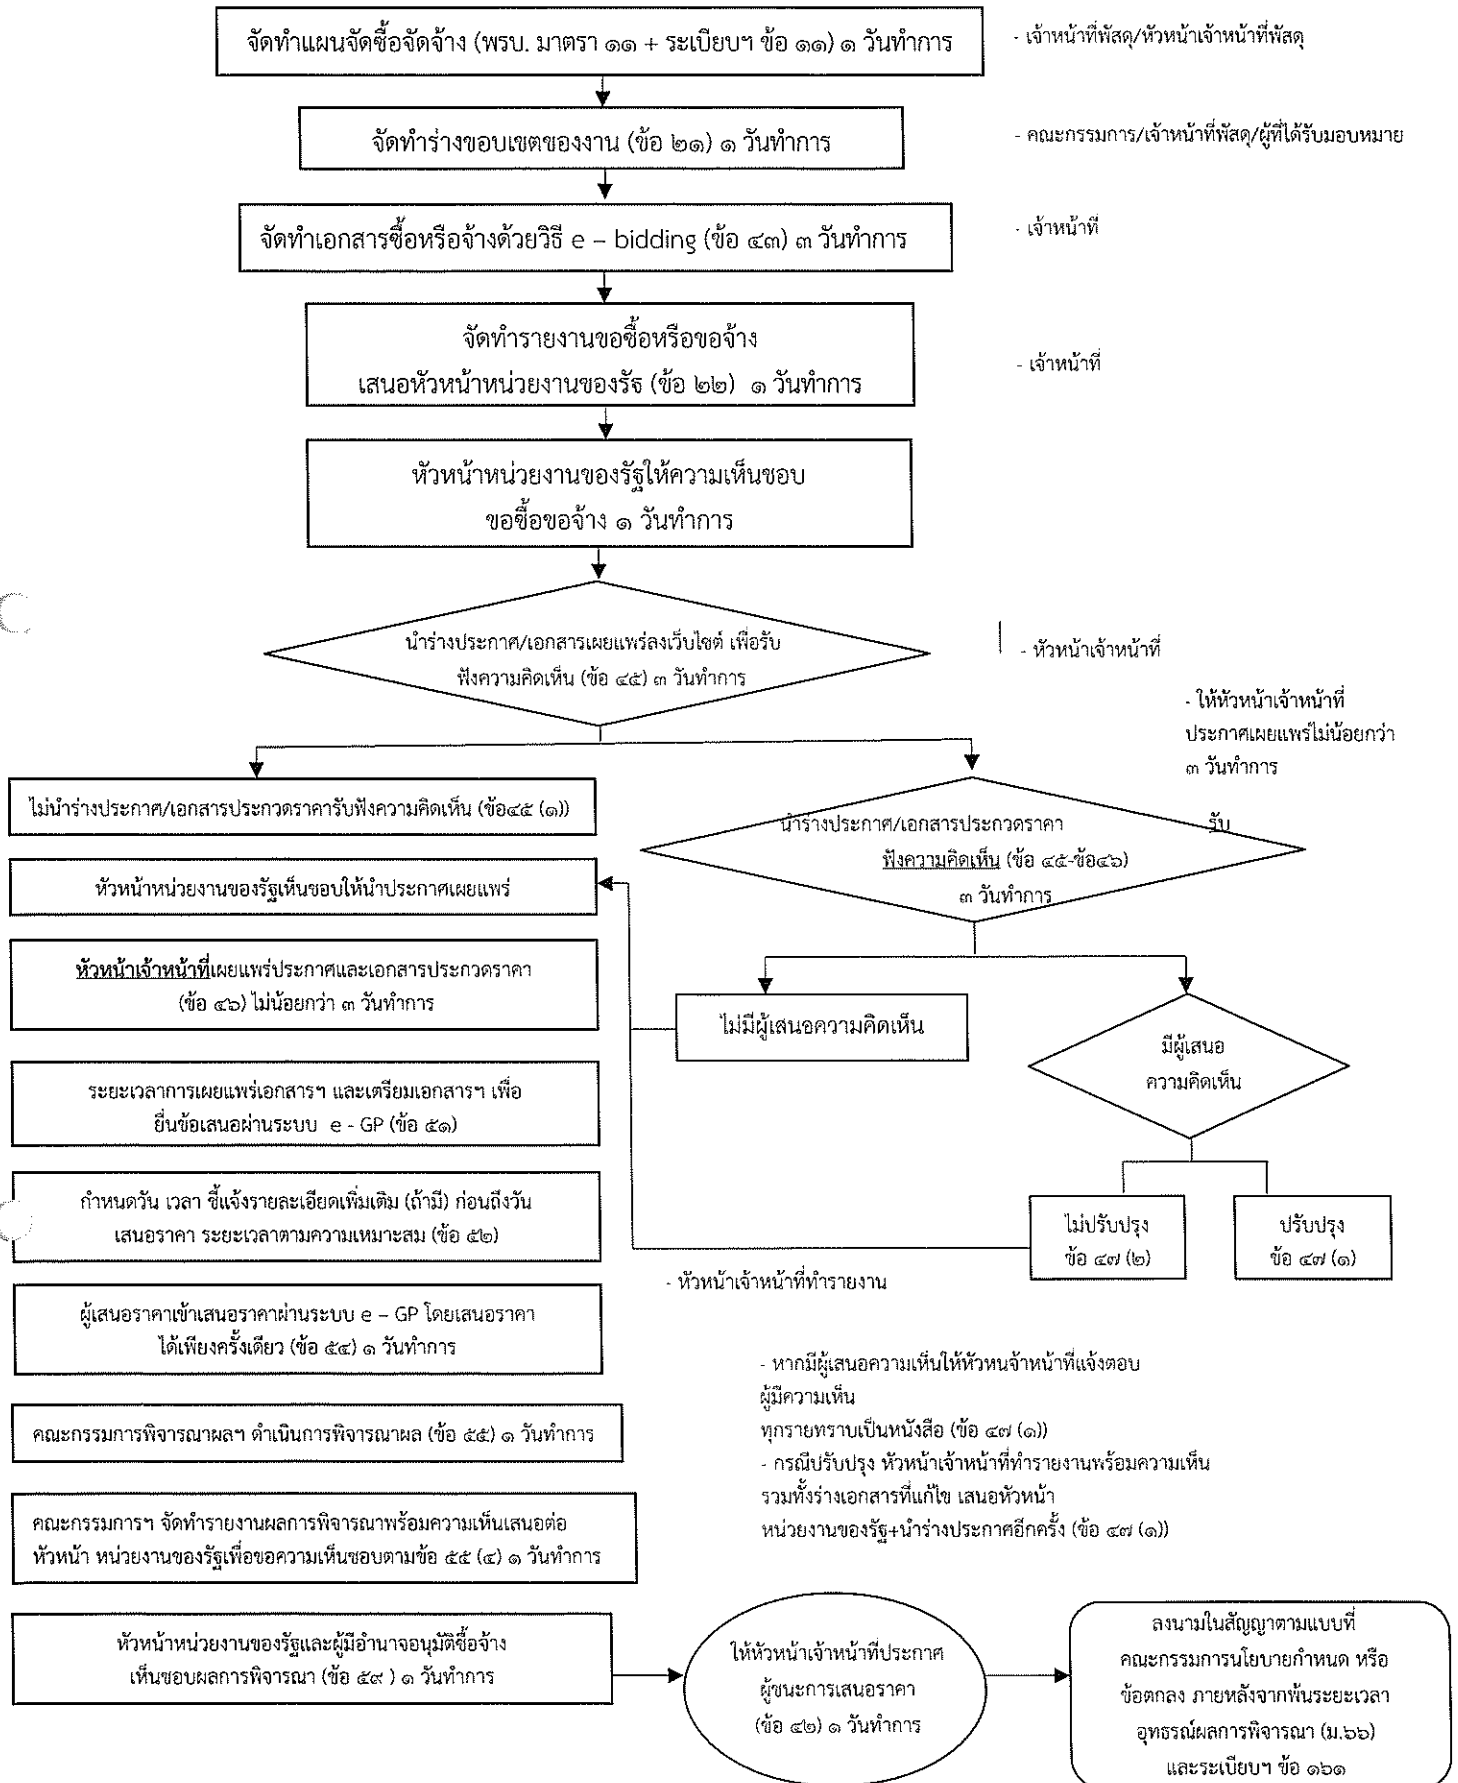 จัดทำแผนจัดซื้อจัดจ้าง (พรบ. มาตรา ๑๑ + ระเบียบฯ ข้อ ๑๑) ๑ วันทำการ
- เจ้าหน้าที่พัสดุ/หัวหน้าเจ้าหน้าที่พัสดุ
จัดทำร่างขอบเขตของงาน (ข้อ ๒๑) ๑ วันทำการ
- คณะกรรมการ/เจ้าหน้าที่พัสดุ/ผู้ที่ได้รับมอบหมาย
จัดทำเอกสารซื้อหรือจ้างด้วยวิธี e – bidding (ข้อ ๔๓) ๓ วันทำการ
- เจ้าหน้าที่
จัดทำรายงานขอซื้อหรือขอจ้าง
เสนอหัวหน้าหน่วยงานของรัฐ (ข้อ ๒๒) ๑ วันทำการ
- เจ้าหน้าที่
หัวหน้าหน่วยงานของรัฐให้ความเห็นชอบ
ขอซื้อขอจ้าง ๑ วันทำการ
นำร่างประกาศ/เอกสารเผยแพร่ลงเว็บไซต์ เพื่อรับ
ฟังความคิดเห็น (ข้อ ๔๕) ๓ วันทำการ
- หัวหน้าเจ้าหน้าที่
- ให้หัวหน้าเจ้าหน้าที่
ประกาศเผยแพร่ไม่น้อยกว่า
๓ วันทำการ
ไม่นำร่างประกาศ/เอกสารประกวดราคารับฟังความคิดเห็น (ข้อ๔๕ (๑))
นำร่างประกาศ/เอกสารประกวดราคา รับ
ฟังความคิดเห็น (ข้อ ๔๕-ข้อ๔๖)
๓ วันทำการ
หัวหน้าหน่วยงานของรัฐเห็นชอบให้นำประกาศเผยแพร่
หัวหน้าเจ้าหน้าที่เผยแพร่ประกาศและเอกสารประกวดราคา
(ข้อ ๔๖) ไม่น้อยกว่า ๓ วันทำการ
ไม่มีผู้เสนอความคิดเห็น
มีผู้เสนอ
ความคิดเห็น
ระยะเวลาการเผยแพร่เอกสารฯ และเตรียมเอกสารฯ เพื่อ
ยื่นข้อเสนอผ่านระบบ e - GP (ข้อ ๕๑)
กำหนดวัน เวลา ชี้แจงรายละเอียดเพิ่มเติม (ถ้ามี) ก่อนถึงวัน
เสนอราคา ระยะเวลาตามความเหมาะสม (ข้อ ๕๒)
ไม่ปรับปรุง
ข้อ ๔๗ (๒)
ปรับปรุง
ข้อ ๔๗ (๑)
- หัวหน้าเจ้าหน้าที่ทำรายงาน
ผู้เสนอราคาเข้าเสนอราคาผ่านระบบ e – GP โดยเสนอราคา
ได้เพียงครั้งเดียว (ข้อ ๕๔) ๑ วันทำการ
- หากมีผู้เสนอความเห็นให้หัวหนจ้าหน้าที่แจ้งตอบ
ผู้มีความเห็น
ทุกรายทราบเป็นหนังสือ (ข้อ ๔๗ (๑))
- กรณีปรับปรุง หัวหน้าเจ้าหน้าที่ทำรายงานพร้อมความเห็น
รวมทั้งร่างเอกสารที่แก้ไข เสนอหัวหน้า
หน่วยงานของรัฐ+นำร่างประกาศอีกครั้ง (ข้อ ๔๗ (๑))
คณะกรรมการพิจารณาผลฯ ดำเนินการพิจารณาผล (ข้อ ๕๕) ๑ วันทำการ
คณะกรรมการฯ จัดทำรายงานผลการพิจารณาพร้อมความเห็นเสนอต่อ
หัวหน้า หน่วยงานของรัฐเพื่อขอความเห็นชอบตามข้อ ๕๕ (๔) ๑ วันทำการ
หัวหน้าหน่วยงานของรัฐและผู้มีอำนาจอนุมัติซื้อจ้าง
เห็นชอบผลการพิจารณา (ข้อ ๕๙ ) ๑ วันทำการ
ให้หัวหน้าเจ้าหน้าที่ประกาศ
ผู้ชนะการเสนอราคา
(ข้อ ๔๒) ๑ วันทำการ
ลงนามในสัญญาตามแบบที่
คณะกรรมการนโยบายกำหนด หรือ
ข้อตกลง ภายหลังจากพ้นระยะเวลา
อุทธรณ์ผลการพิจารณา (ม.๖๖)
และระเบียบฯ ข้อ ๑๖๑